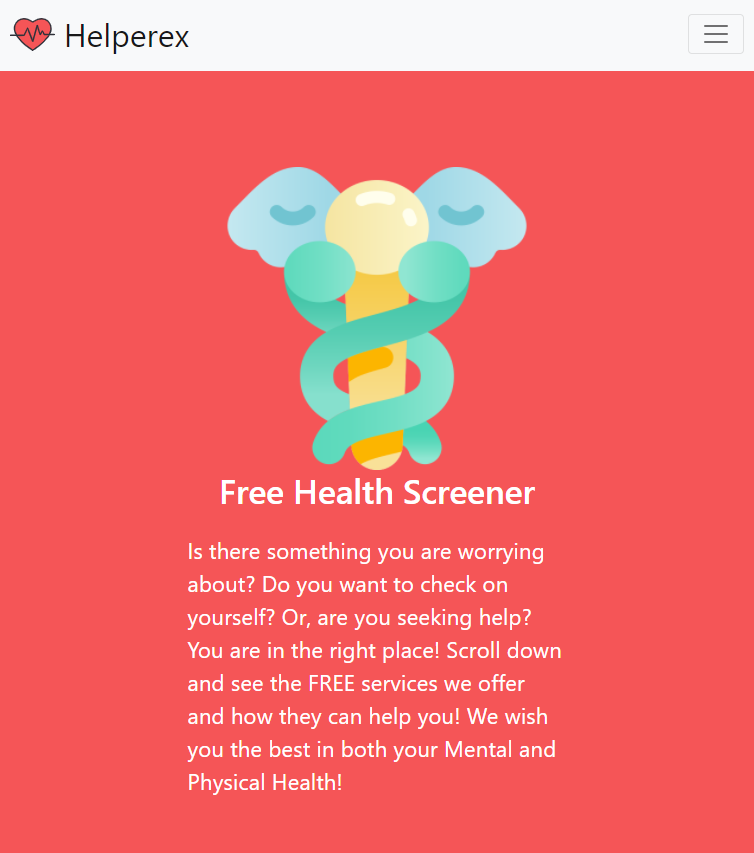 Helperex
Free Health Screener
Is there something you are worrying
about? Do you want to check on
yourself? Or, are you seeking help?
You are in the right place! Scroll down
and see the FREE services we offer
and how they can help you! We wish
you the best in both your Mental and
Physical Health!